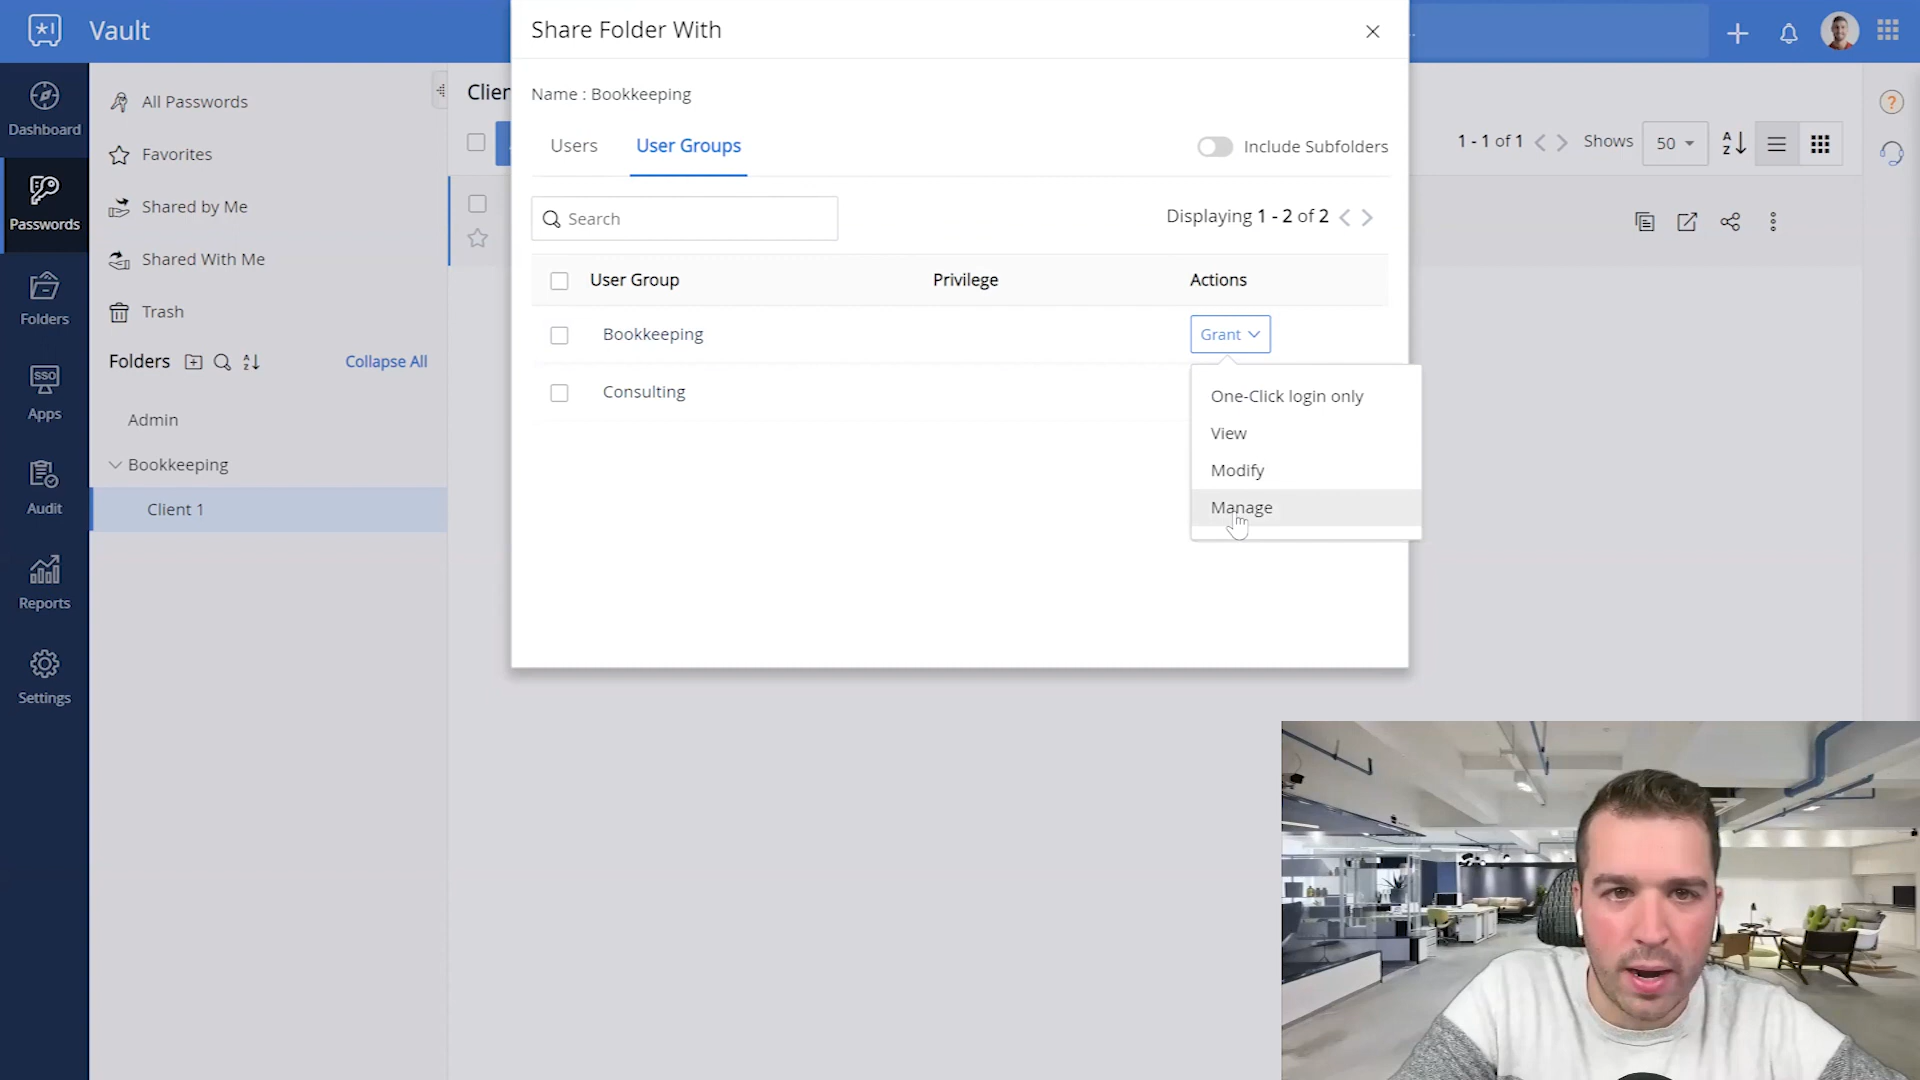 Vault
Share Folder With
Dashboard
Passwords
Folders
SSO
Apps
Audit
Reports
Settings
All Passwords
Favorites
Shared by Me
Shared With Me
Trash
Folders
A
Z
Collapse All
Admin
Bookkeeping
Client 1
Clien
Name : Bookkeeping
Users
User Groups
Include Subfolders
Search
Displaying 1 - 2 of 2
User Group
Privilege
Actions
Bookkeeping
Grant
Consulting
One-Click login only
View
Modify
Manage
1 - 1 of 1
Shows
50
A
Z
?